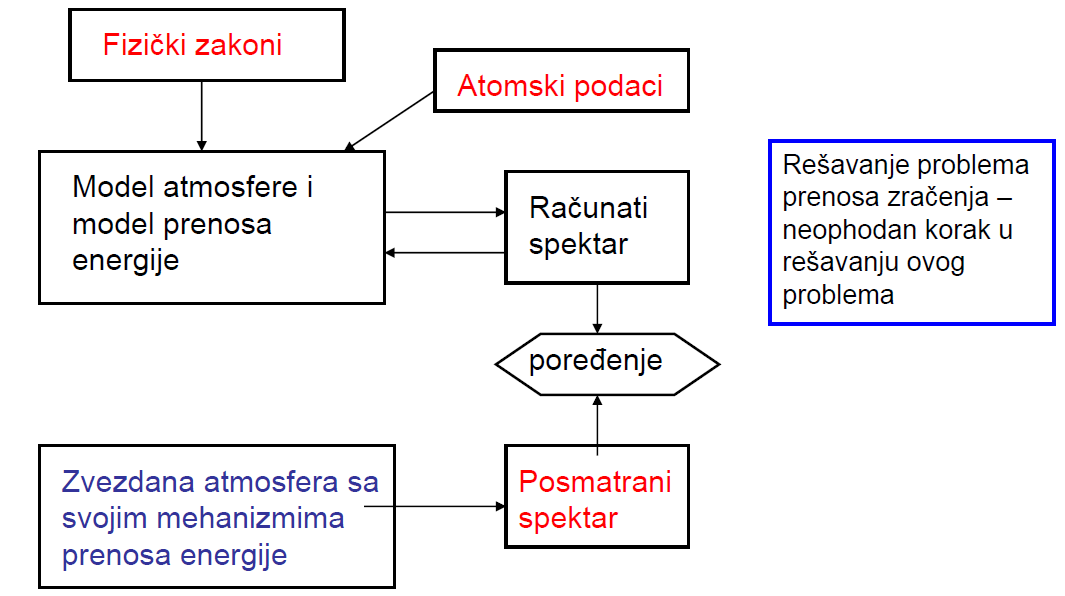 Fizički zakoni
Atomski podaci
Model atmosfere i
model prenosa
energije
Računati
spektar
Rešavanje problema
prenosa zračenja –
neophodan korak u
rešavanju ovog
problema
poređenje
Zvezdana atmosfera sa
svojim mehanizmima
prenosa energije
Posmatrani
spektar